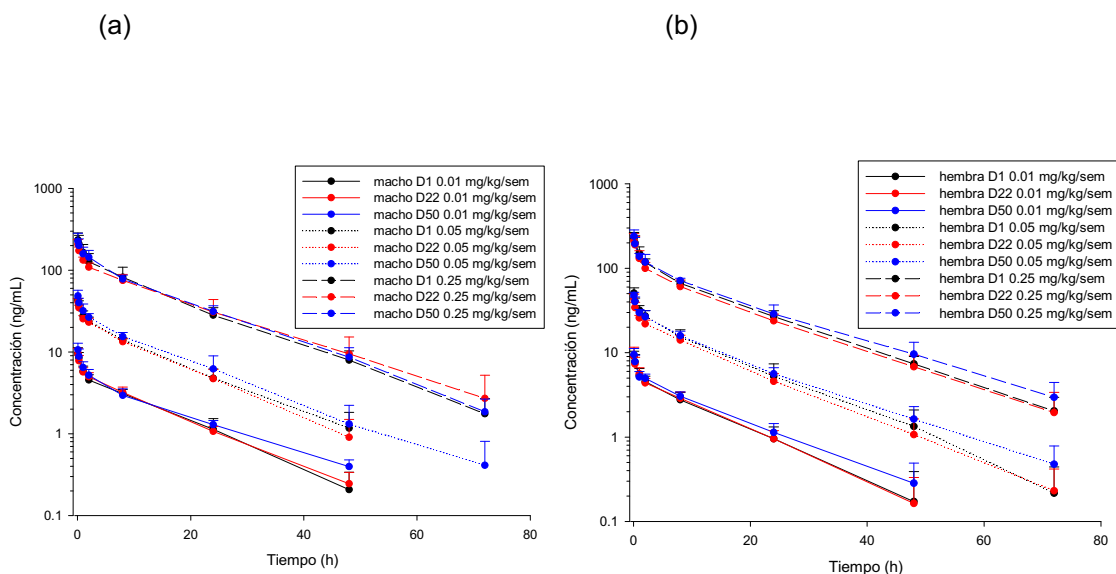 (a)
(b)
macho D1 0.01 mg/kg/sem
macho D22 0.01 mg/kg/sem
macho D50 0.01 mg/kg/sem
macho D1 0.05 mg/kg/sem
macho D22 0.05 mg/kg/sem
macho D50 0.05 mg/kg/sem
macho D1 0.25 mg/kg/sem
macho D22 0.25 mg/kg/sem
macho D50 0.25 mg/kg/sem
Concentración (ng/mL)
1000
100
10
1
0.1
0
20
40
60
80
Tiempo (h)
hembra D1 0.01 mg/kg/sem
hembra D22 0.01 mg/kg/sem
hembra D50 0.01 mg/kg/sem
hembra D1 0.05 mg/kg/sem
hembra D22 0.05 mg/kg/sem
hembra D50 0.05 mg/kg/sem
hembra D1 0.25 mg/kg/sem
hembra D22 0.25 mg/kg/sem
hembra D50 0.25 mg/kg/sem
Concentración (ng/mL)
1000
100
10
1
0.1
0
20
40
60
80
Tiempo (h)